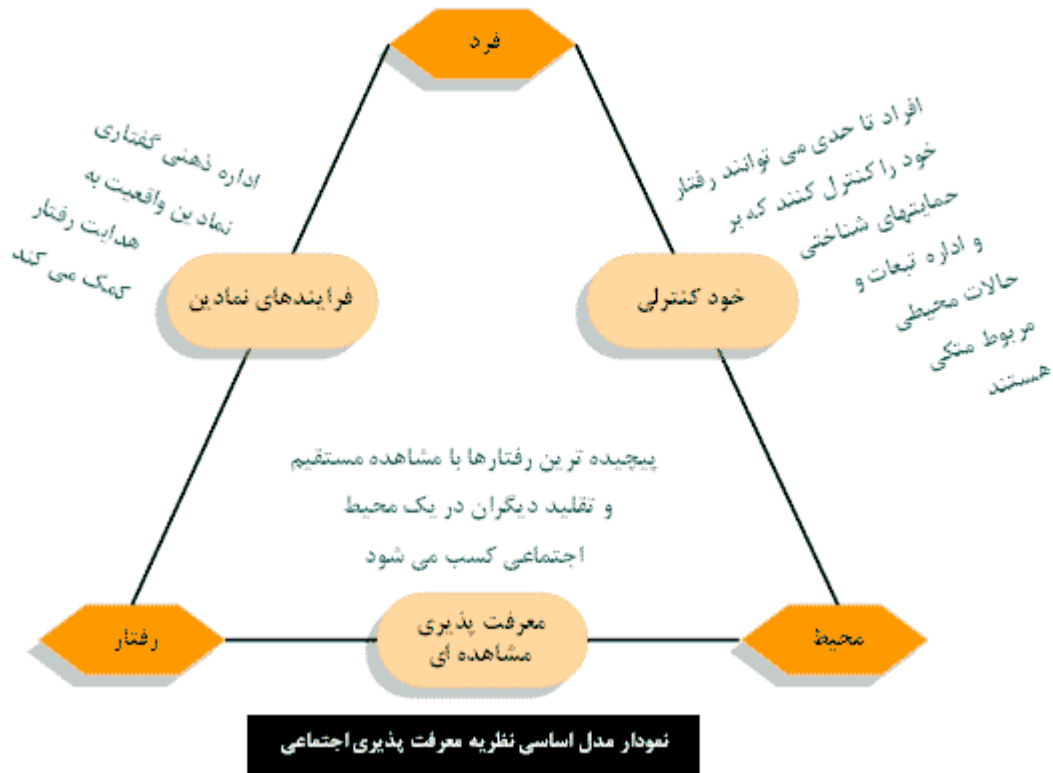 فرد
اداره ذهنی گفتاری
نمادین واقعیت به
هدایت رفتار
کمک می کند
افراد تا حدی می توانند رفتار
خود را کنترل کنند که بر
حمایتهای شناختی
و اداره تبعات و
حالات محیطی
مربوط متکی
هستند
فرایندهای نمادین
خود کنترلی
پیچیده ترین رفتارها با مشاهده مستقیم
و تقلید دیگران در یک محیط
اجتماعی کسب می شود
رفتار
معرفت پذیری
مشاهده ای
محیط
نمودار مدل اساسی نظریه معرفت پذیری اجتماعی